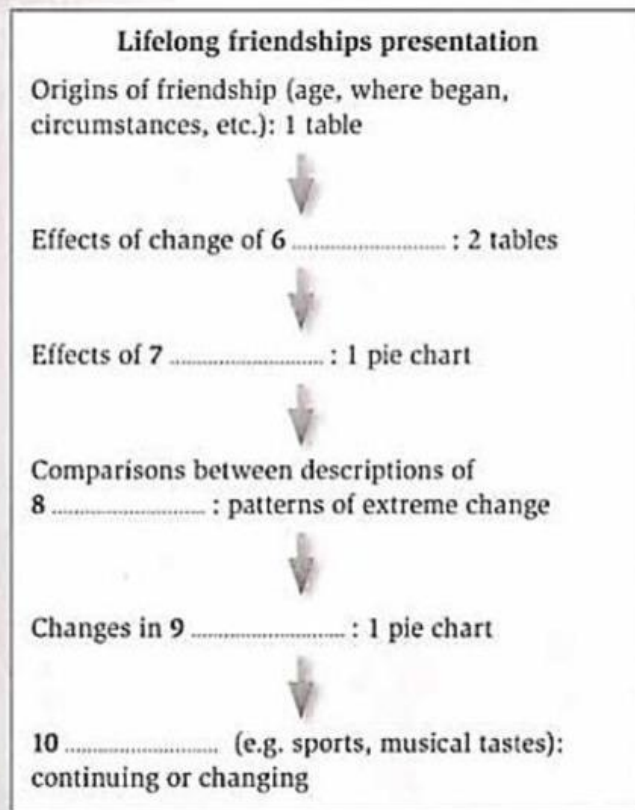 Lifelong friendships presentation
Origins of friendship (age, where began,
circumstances, etc.): 1 table
Effects of change of 6 ........................ : 2 tables
Effects of 7 ........................ : 1 pie chart
Comparisons between descriptions of
8 ........................ : patterns of extreme change
Changes in 9 ........................ : 1 pie chart
10 ........................ (e.g. sports, musical tastes):
continuing or changing